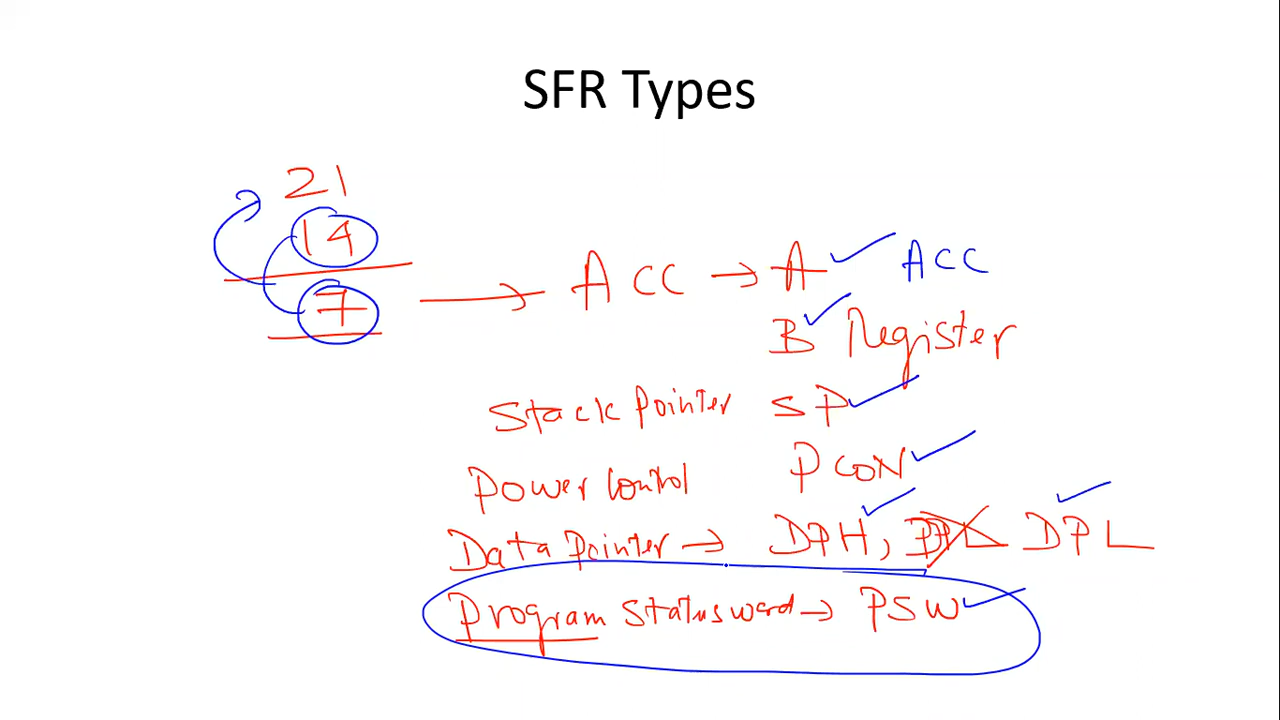 SFR Types
21
14
7 → ACC → A ACC
B Register
Stack Pointer SP
Power Control PCON
Data Pointer → DPH, DPL DPL
Program Status word → PSW